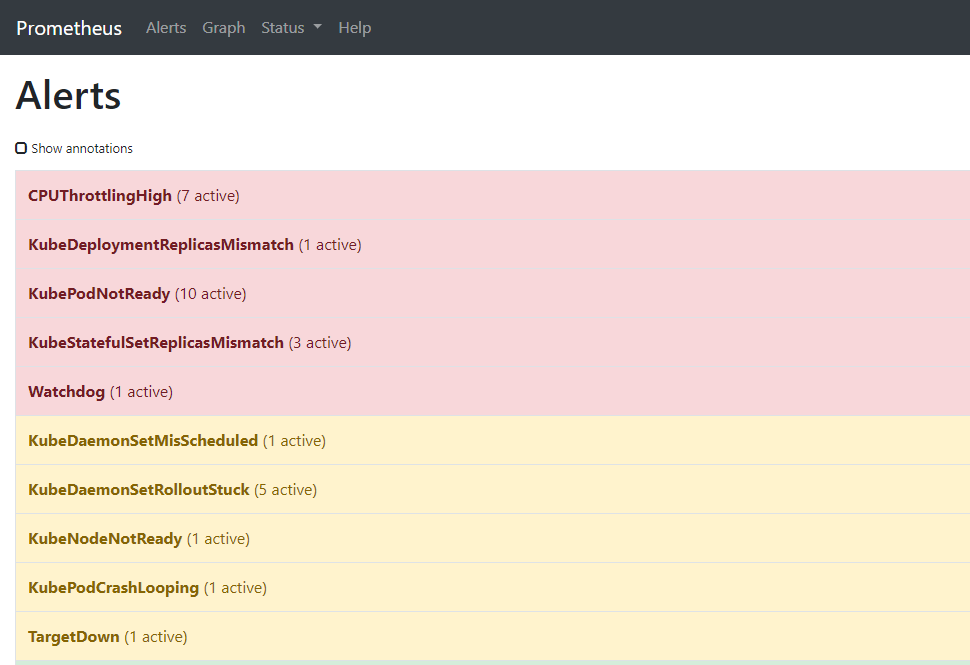 Prometheus Alerts Graph Status Help
Alerts
Show annotations
CPUThrottlingHigh (7 active)
KubeDeploymentReplicasMismatch (1 active)
KubePodNotReady (10 active)
KubeStatefulSetReplicasMismatch (3 active)
Watchdog (1 active)
KubeDaemonSetMisScheduled (1 active)
KubeDaemonSetRolloutStuck (5 active)
KubeNodeNotReady (1 active)
KubePodCrashLooping (1 active)
TargetDown (1 active)